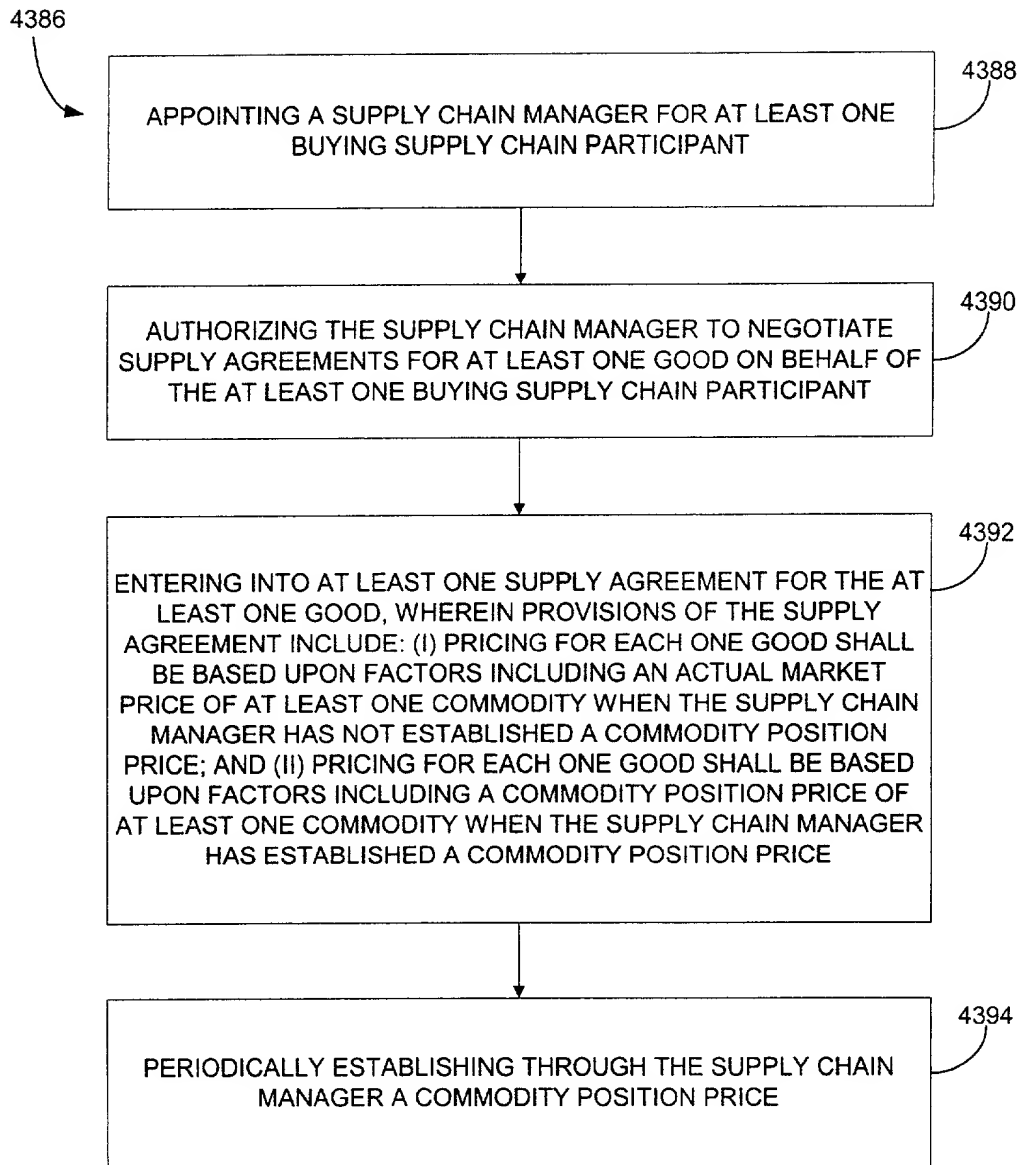 4386
4388
APPOINTING A SUPPLY CHAIN MANAGER FOR AT LEAST ONE
BUYING SUPPLY CHAIN PARTICIPANT
4390
AUTHORIZING THE SUPPLY CHAIN MANAGER TO NEGOTIATE
SUPPLY AGREEMENTS FOR AT LEAST ONE GOOD ON BEHALF OF
THE AT LEAST ONE BUYING SUPPLY CHAIN PARTICIPANT
4392
ENTERING INTO AT LEAST ONE SUPPLY AGREEMENT FOR THE AT
LEAST ONE GOOD, WHEREIN PROVISIONS OF THE SUPPLY
AGREEMENT INCLUDE: (I) PRICING FOR EACH ONE GOOD SHALL
BE BASED UPON FACTORS INCLUDING AN ACTUAL MARKET
PRICE OF AT LEAST ONE COMMODITY WHEN THE SUPPLY CHAIN
MANAGER HAS NOT ESTABLISHED A COMMODITY POSITION
PRICE; AND (II) PRICING FOR EACH ONE GOOD SHALL BE BASED
UPON FACTORS INCLUDING A COMMODITY POSITION PRICE OF
AT LEAST ONE COMMODITY WHEN THE SUPPLY CHAIN MANAGER
HAS ESTABLISHED A COMMODITY POSITION PRICE
4394
PERIODICALLY ESTABLISHING THROUGH THE SUPPLY CHAIN
MANAGER A COMMODITY POSITION PRICE